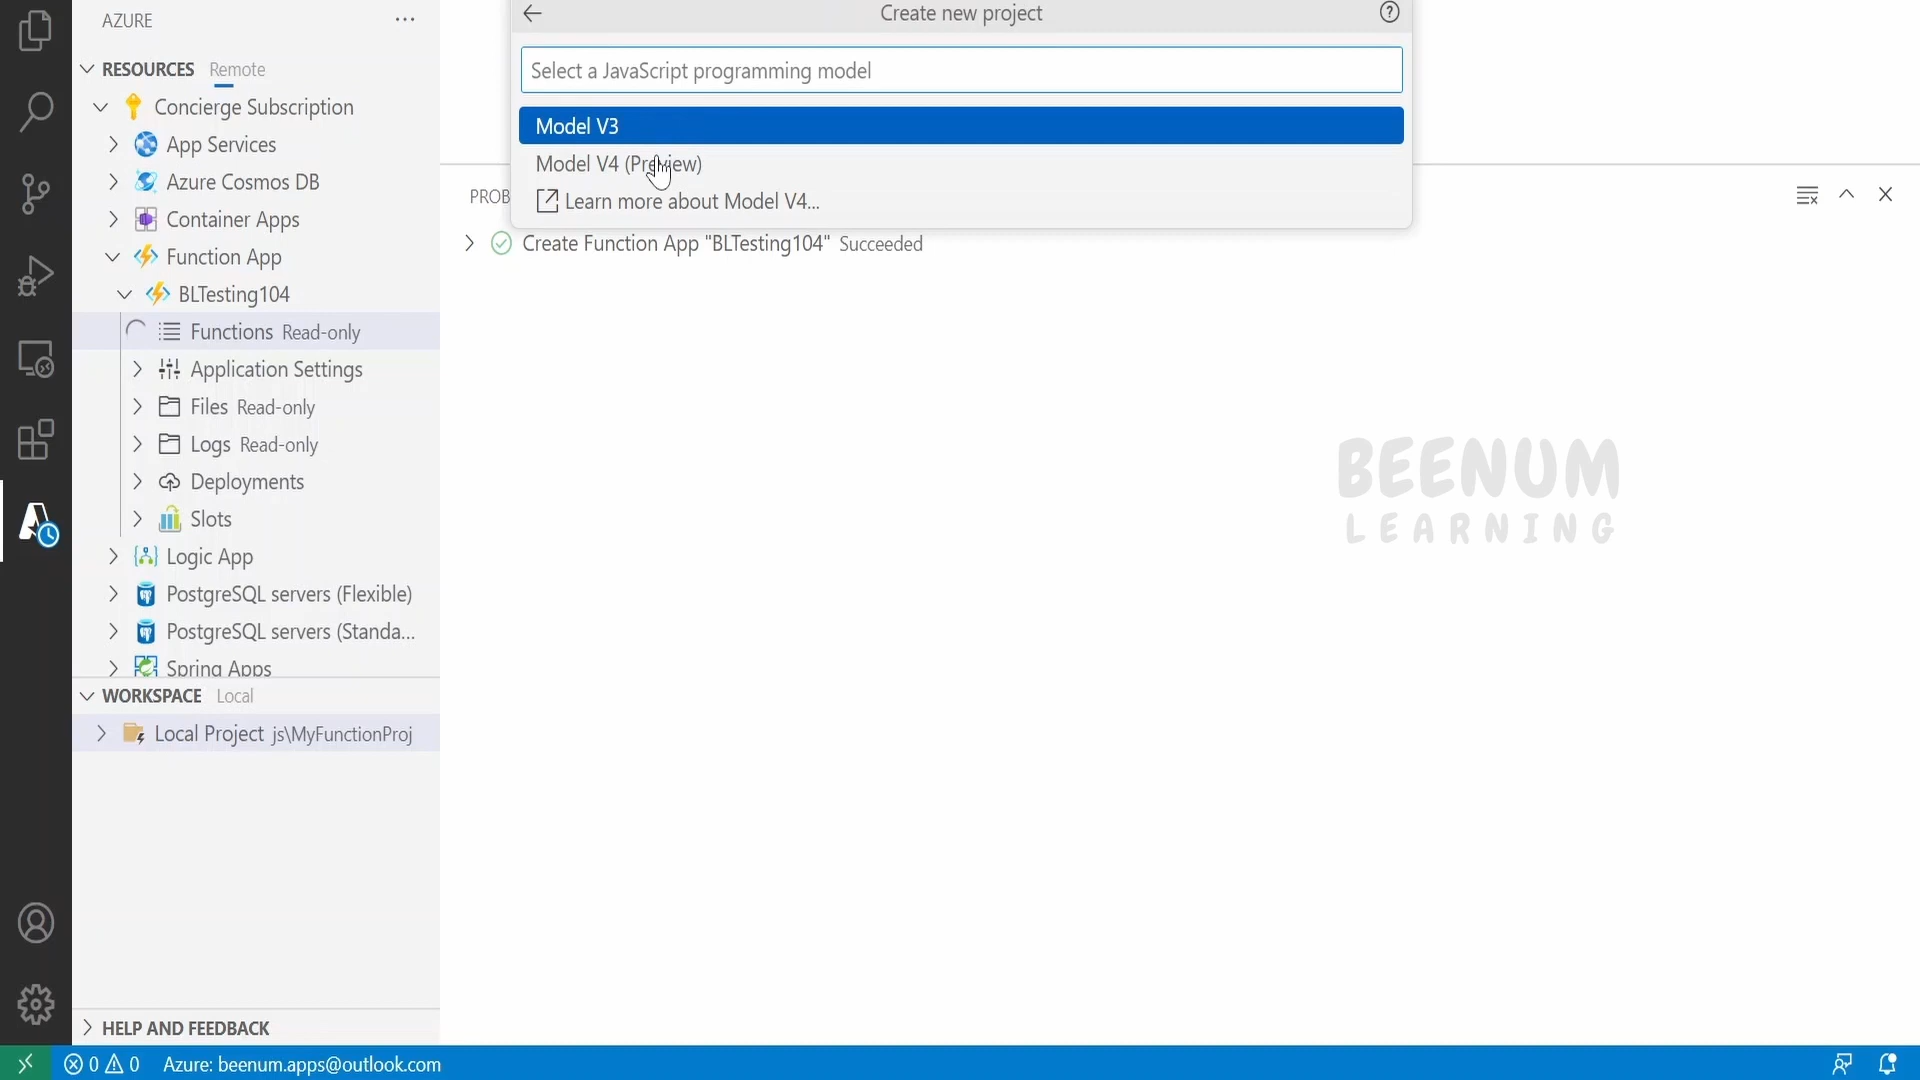 AZURE
RESOURCES Remote
Concierge Subscription
App Services
Azure Cosmos DB
Container Apps
Function App
BLTesting104
Functions Read-only
Application Settings
Files Read-only
Logs Read-only
Deployments
Slots
Logic App
PostgreSQL servers (Flexible)
PostgreSQL servers (Standa...
Spring Apps
WORKSPACE Local
Local Project js\MyFunctionProj
HELP AND FEEDBACK
Create new project
Select a JavaScript programming model
Model V3
Model V4 (Preview)
Learn more about Model V4...
PROB
Create Function App "BLTesting104" Succeeded
BEENUM
LEARNING
0 0 Azure: beenum.apps@outlook.com